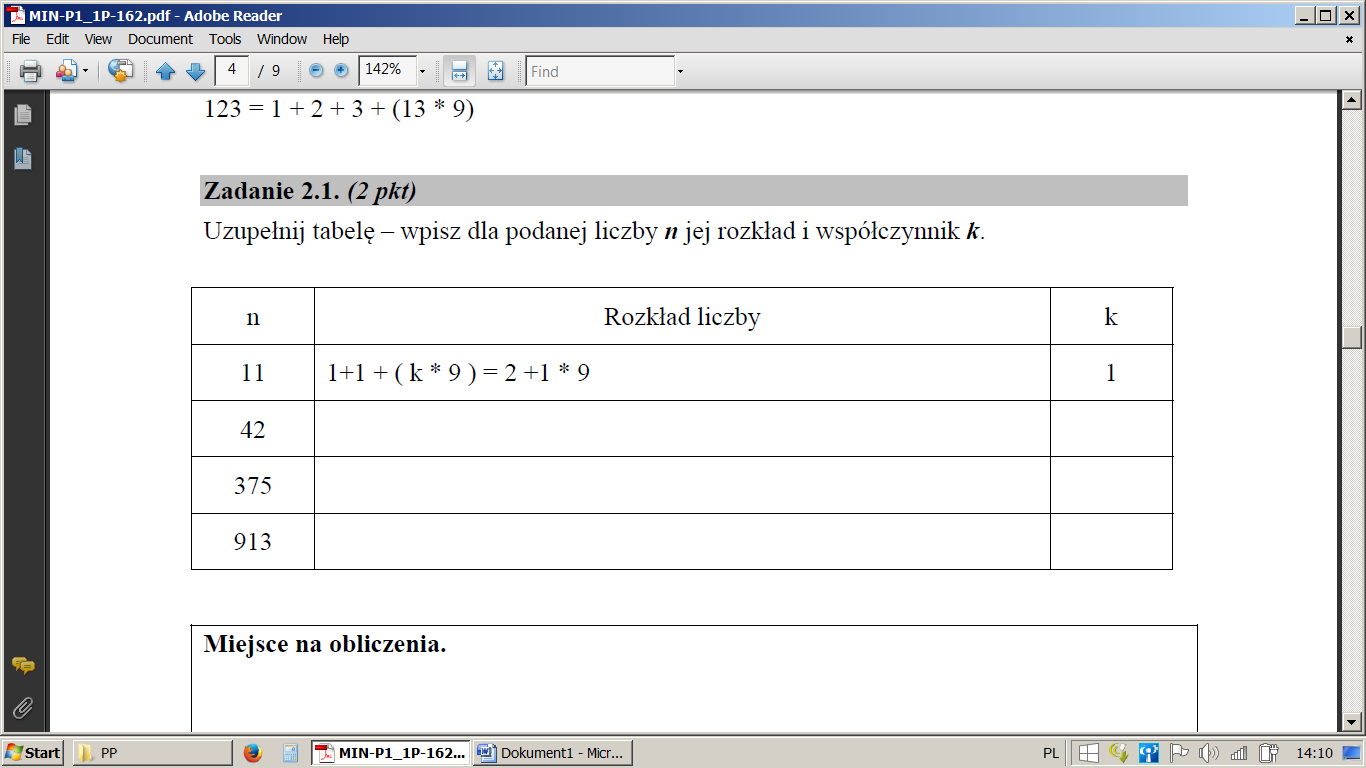 MIN-P1_1P-162.pdf - Adobe Reader
File Edit View Document Tools Window Help
4 / 9 142% Find
123 = 1 + 2 + 3 + (13 * 9)
Zadanie 2.1. (2 pkt)
Uzupełnij tabelę – wpisz dla podanej liczby n jej rozkład i współczynnik k.
n Rozkład liczby k
11 1+1 + ( k * 9 ) = 2 +1 * 9 1
42
375
913
Miejsce na obliczenia.
Start PP MIN-P1_1P-162... Dokument1 - Micr... PL 14:10